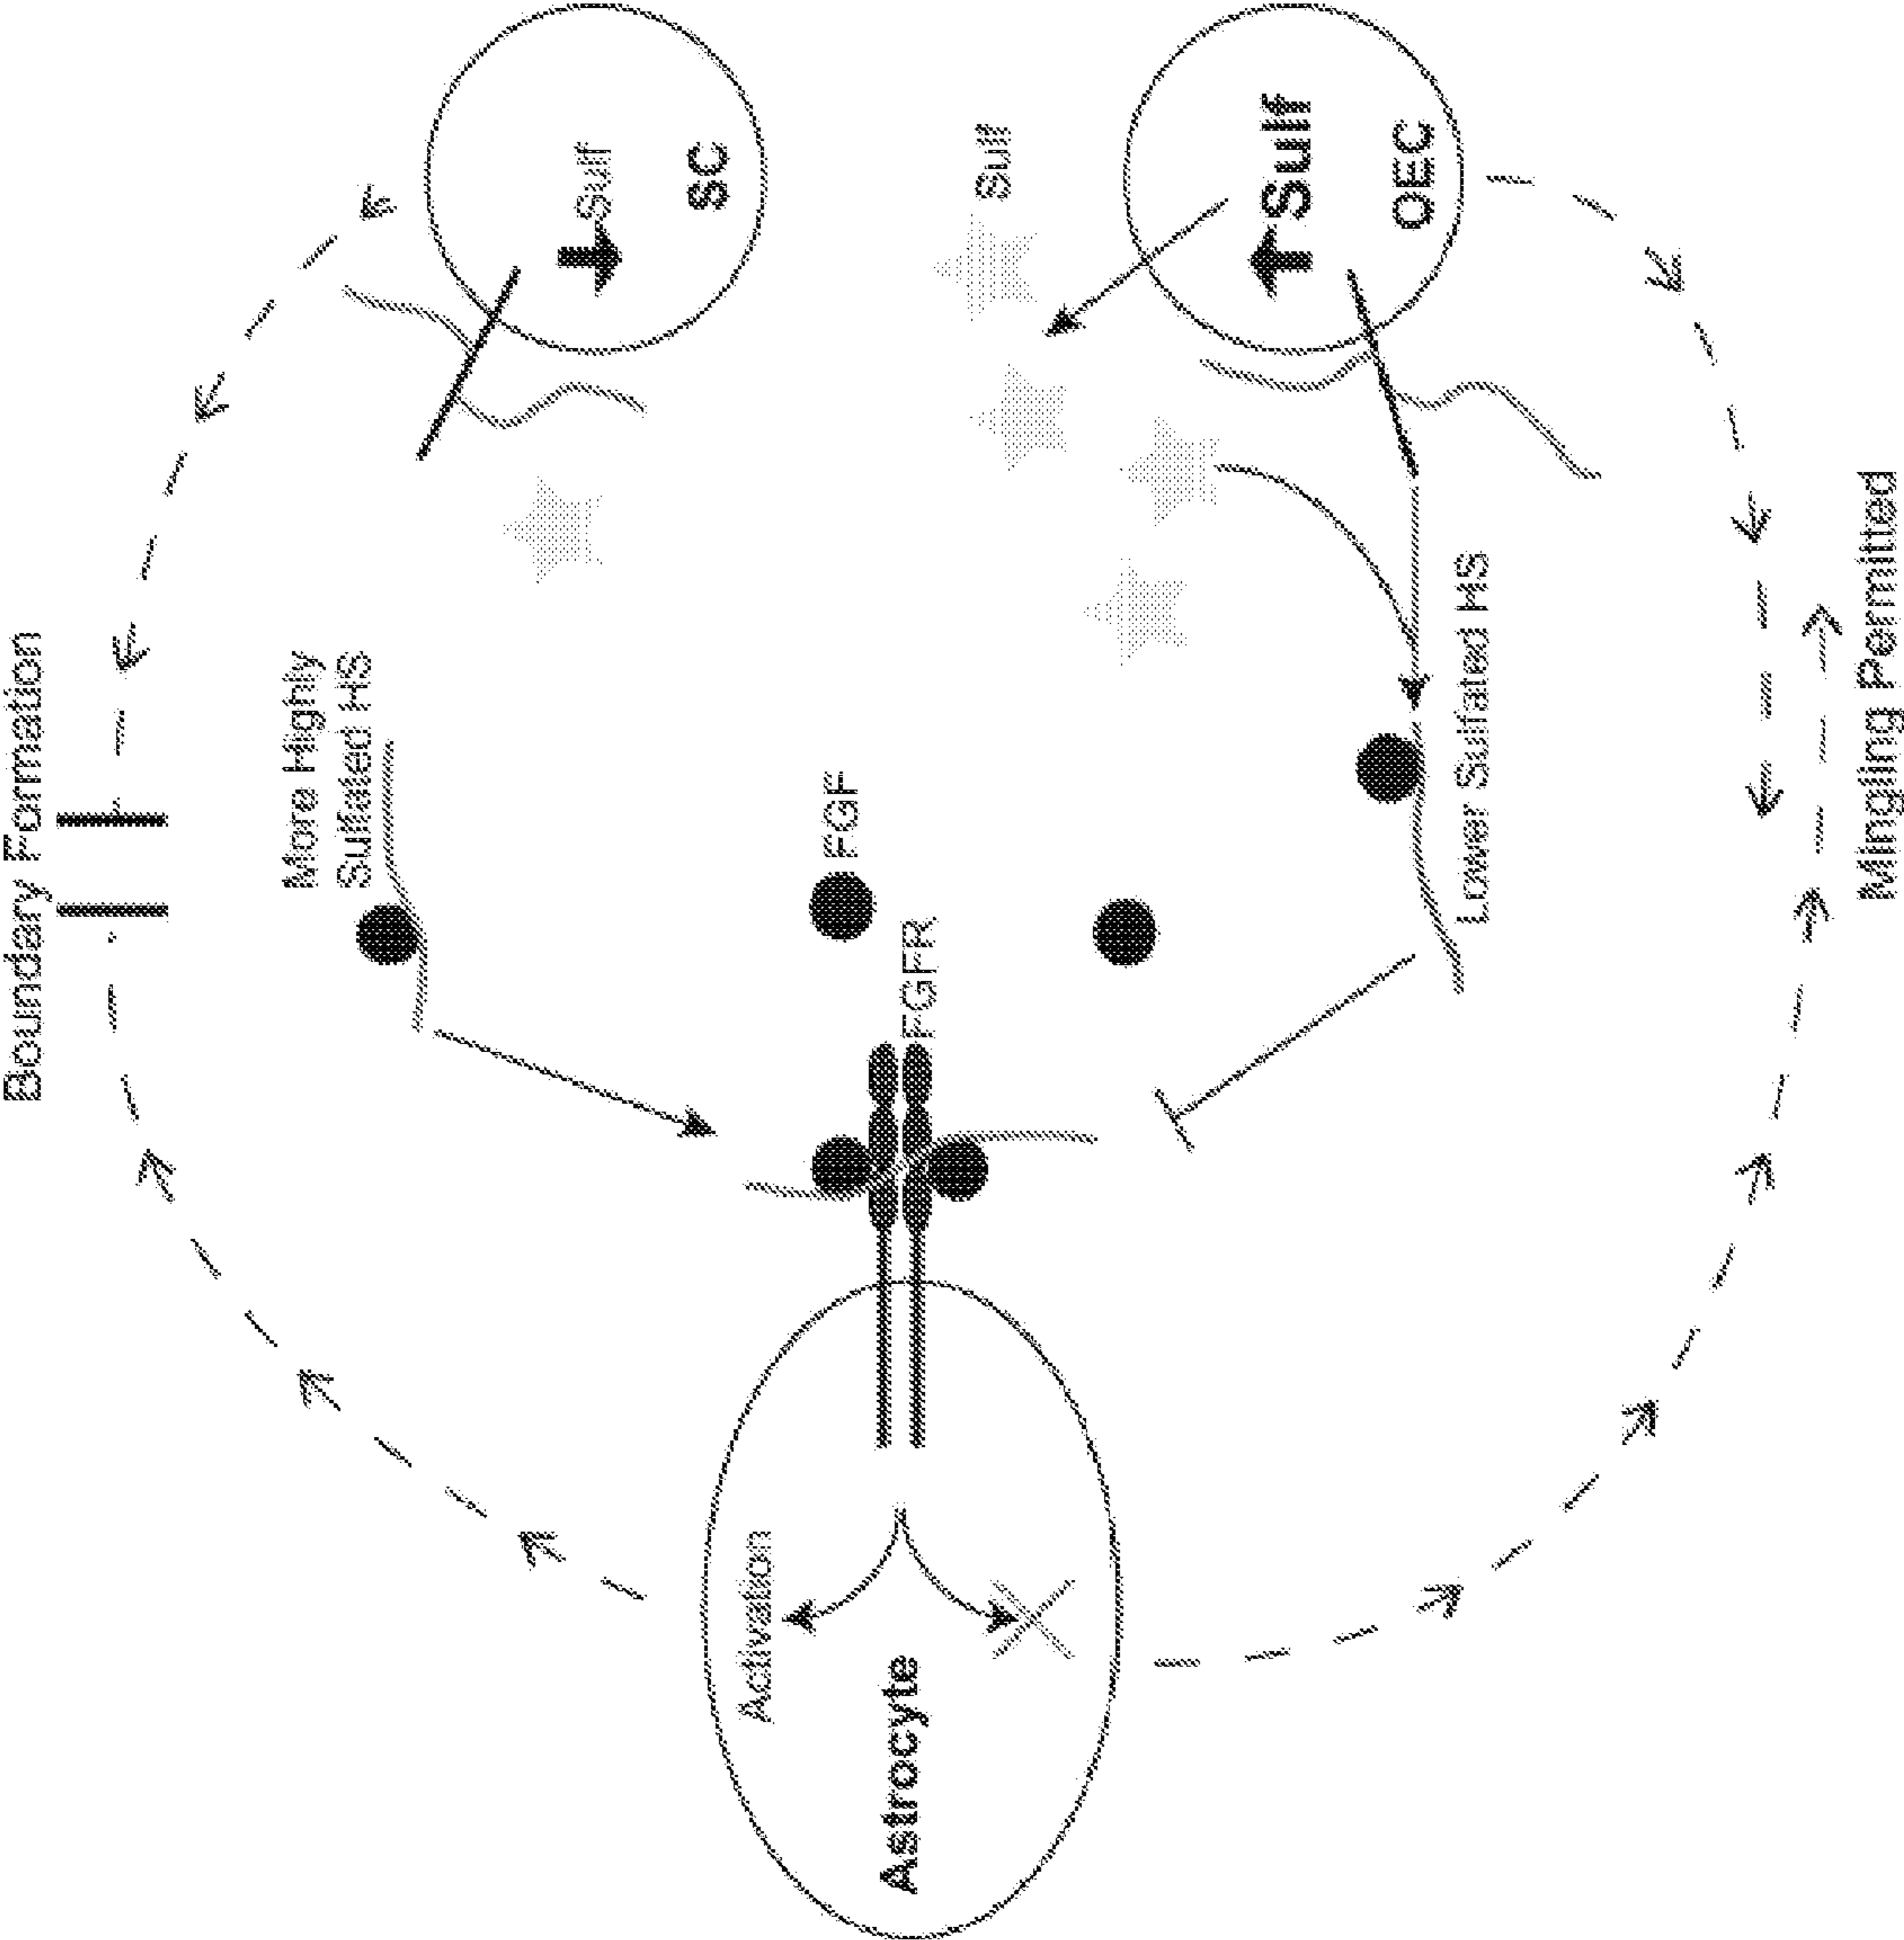 Boundary Formation
More Highly
Sulfated HS
Sulf
SC
Activation
FGF
Astrocyte
FGFR
Sulf
Sulf
OEC
Lower Sulfated HS
Mingling Permitted